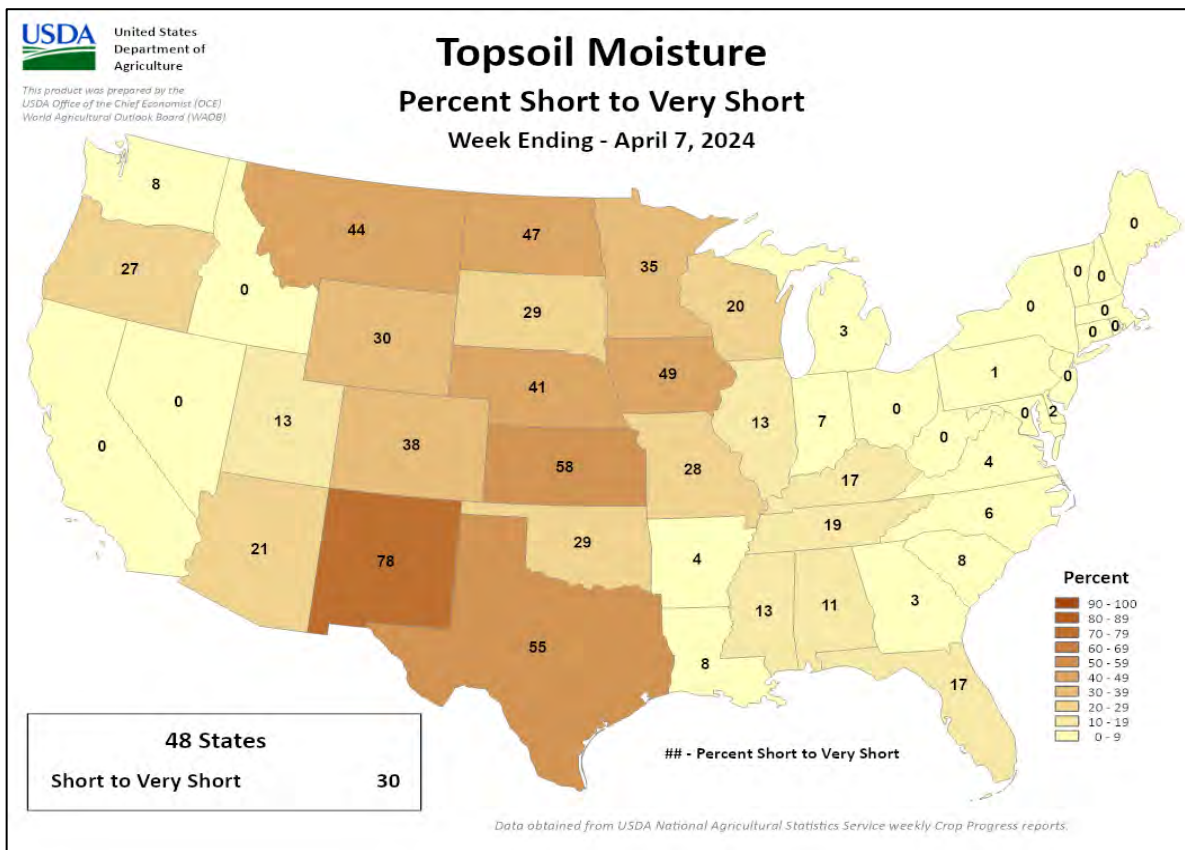 USDA
United States
Department of
Agriculture
This product was prepared by the
USDA Office of the Chief Economist (OCE)
World Agricultural Outlook Board (WAOB)
Topsoil Moisture
Percent Short to Very Short
Week Ending - April 7, 2024
8
44
47
35
0
27
0
29
20
0
0
0
0
30
3
0
0
0
41
49
1
0
0
13
13
7
0
0
2
0
38
58
28
0
4
17
6
21
78
29
19
4
8
13
11
3
55
8
17
Percent
90 - 100
80 - 89
70 - 79
60 - 69
50 - 59
40 - 49
30 - 39
20 - 29
10 - 19
0 - 9
48 States
Short to Very Short 30
## - Percent Short to Very Short
Data obtained from USDA National Agricultural Statistics Service weekly Crop Progress reports.